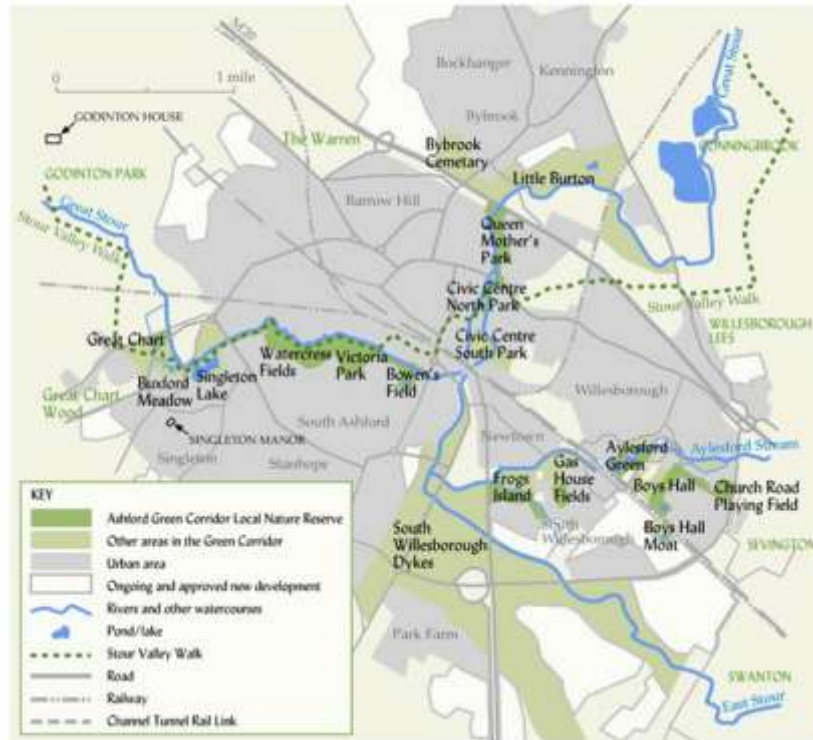 M20
Bockhanger
Kennington
Great Stour
0 1 mile
Bybrook
GODINTON HOUSE
The Warren
Bybrook
Cemetary
CONNINGBROOK
GODINTON PARK
Little Burton
Barrow Hill
Great Stour
Stour Valley Walk
Queen
Mother's
Park
Civic Centre
North Park
Stour Valley Walk
WILLESBOROUGH
LEES
Great Chart
Civic Centre
South Park
Watercress
Fields
Victoria
Park
Bowen's
Field
Buxford
Meadow
Singleton
Lake
Great Chart
Wood
Willesborough
SINGLETON MANOR
South Ashford
Newtown
Singleton
Stanhope
Aylesford
Green
Aylesford Stream
Frogs
Island
Gas
House
Fields
Boys Hall
Church Road
Playing Field
South
Willesborough
Boys Hall
Moat
South
Willesborough
Dykes
SEVINGTON
Park Farm
SWANTON
East Stour
KEY
Ashford Green Corridor Local Nature Reserve
Other areas in the Green Corridor
Urban area
Ongoing and approved new development
Rivers and other watercourses
Pond/lake
Stour Valley Walk
Road
Railway
Channel Tunnel Rail Link